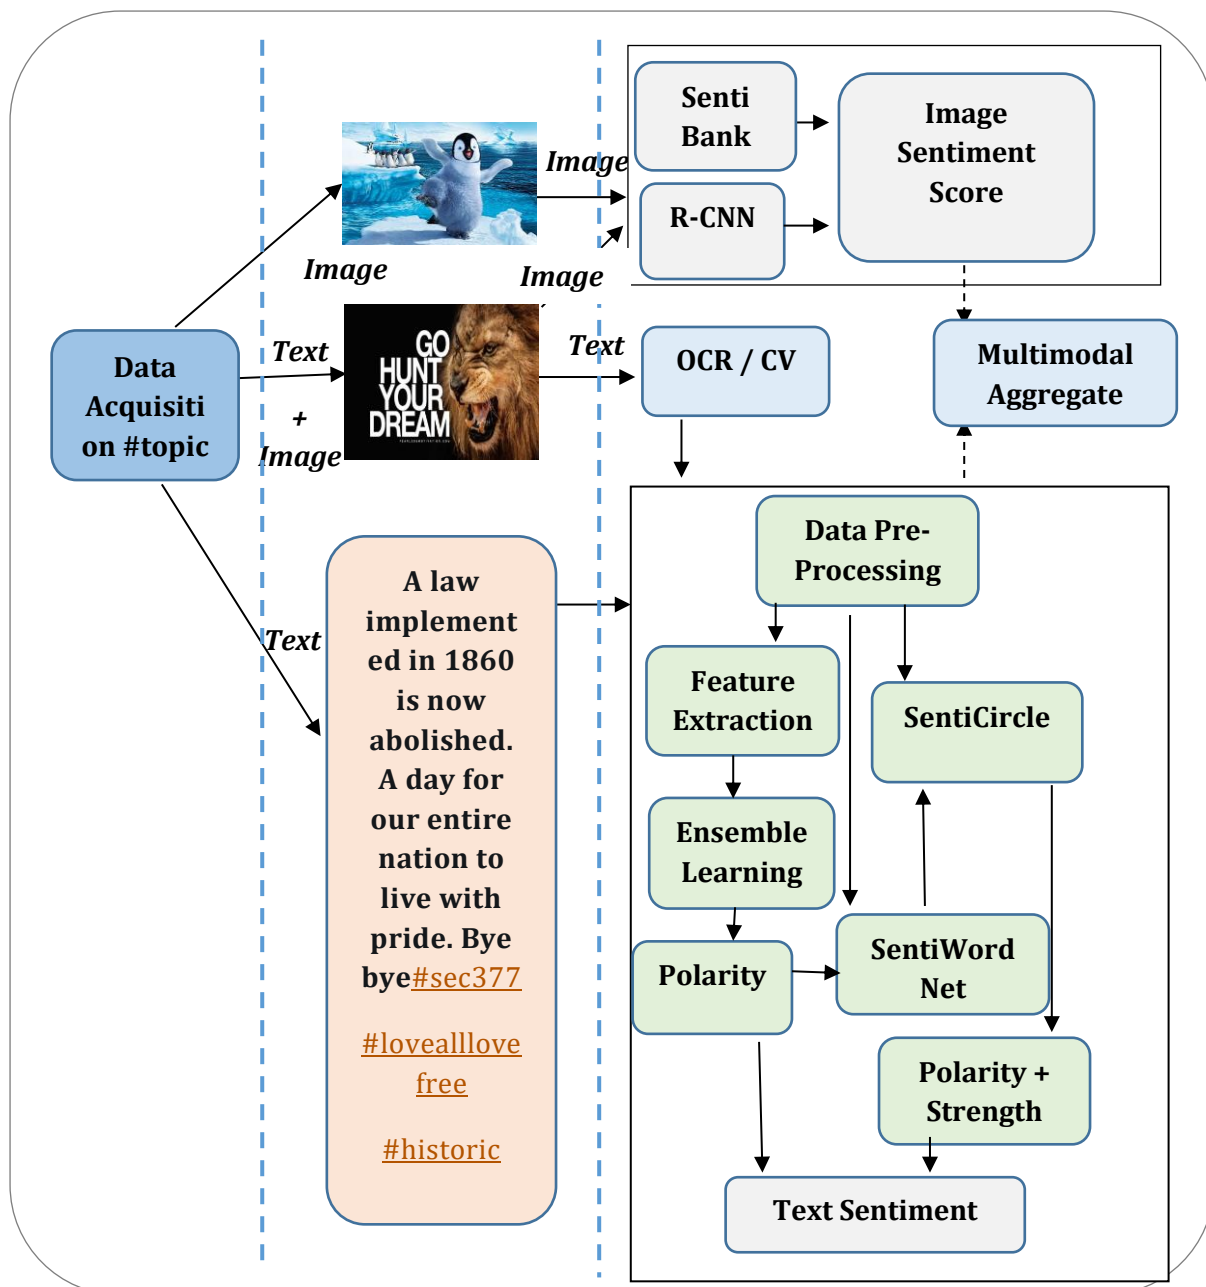 Senti
Bank
Image
Sentiment
Score
R-CNN
Image
Image
Image
Data
Acquisiti
on #topic
Text
+
Image
GO
HUNT
YOUR
DREAM
Text
OCR / CV
Multimodal
Aggregate
Text
A law
implement
ed in 1860
is now
abolished.
A day for
our entire
nation to
live with
pride. Bye
bye#sec377
#lovealllove
free
#historic
Data Pre-
Processing
Feature
Extraction
SentiCircle
Ensemble
Learning
Polarity
SentiWord
Net
Polarity +
Strength
Text Sentiment